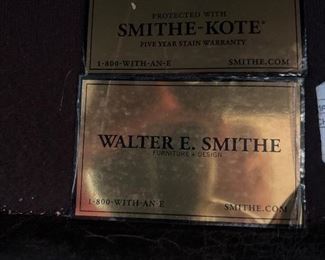 PROTECTED WITH
SMITHE-KOTE®
FIVE YEAR STAIN WARRANTY
1-800-WITH-AN-E SMITHE.COM
WALTER E. SMITHE
FURNITURE + DESIGN
1-800-WITH-AN-E SMITHE.COM